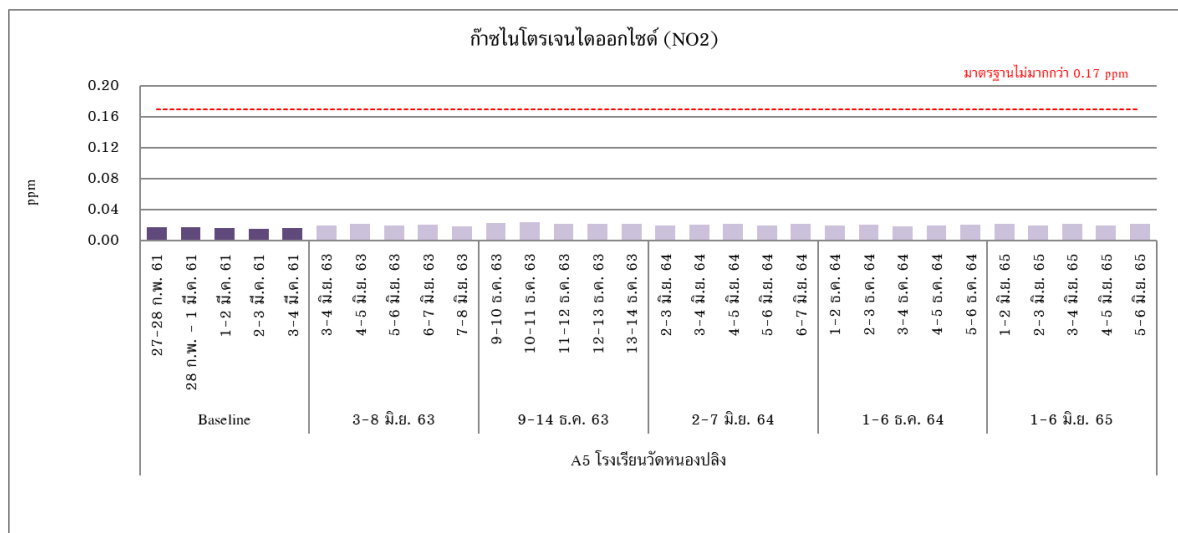 ก๊าซไนโตรเจนไดออกไซด์ (NO2)
มาตรฐานไม่มากกว่า 0.17 ppm
ppm
0.20
0.16
0.12
0.08
0.04
0.00
27-28 ก.พ. 61
28 ก.พ. - 1 มี.ค. 61
1-2 มี.ค. 61
2-3 มี.ค. 61
3-4 มี.ค. 61
3-4 มิ.ย. 63
4-5 มิ.ย. 63
5-6 มิ.ย. 63
6-7 มิ.ย. 63
7-8 มิ.ย. 63
9-10 ธ.ค. 63
10-11 ธ.ค. 63
11-12 ธ.ค. 63
12-13 ธ.ค. 63
13-14 ธ.ค. 63
2-3 มิ.ย. 64
3-4 มิ.ย. 64
4-5 มิ.ย. 64
5-6 มิ.ย. 64
6-7 มิ.ย. 64
1-2 ธ.ค. 64
2-3 ธ.ค. 64
3-4 ธ.ค. 64
4-5 ธ.ค. 64
5-6 ธ.ค. 64
1-2 มิ.ย. 65
2-3 มิ.ย. 65
3-4 มิ.ย. 65
4-5 มิ.ย. 65
5-6 มิ.ย. 65
Baseline
3-8 มิ.ย. 63
9-14 ธ.ค. 63
2-7 มิ.ย. 64
1-6 ธ.ค. 64
1-6 มิ.ย. 65
A5 โรงเรียนวัดหนองปลิง